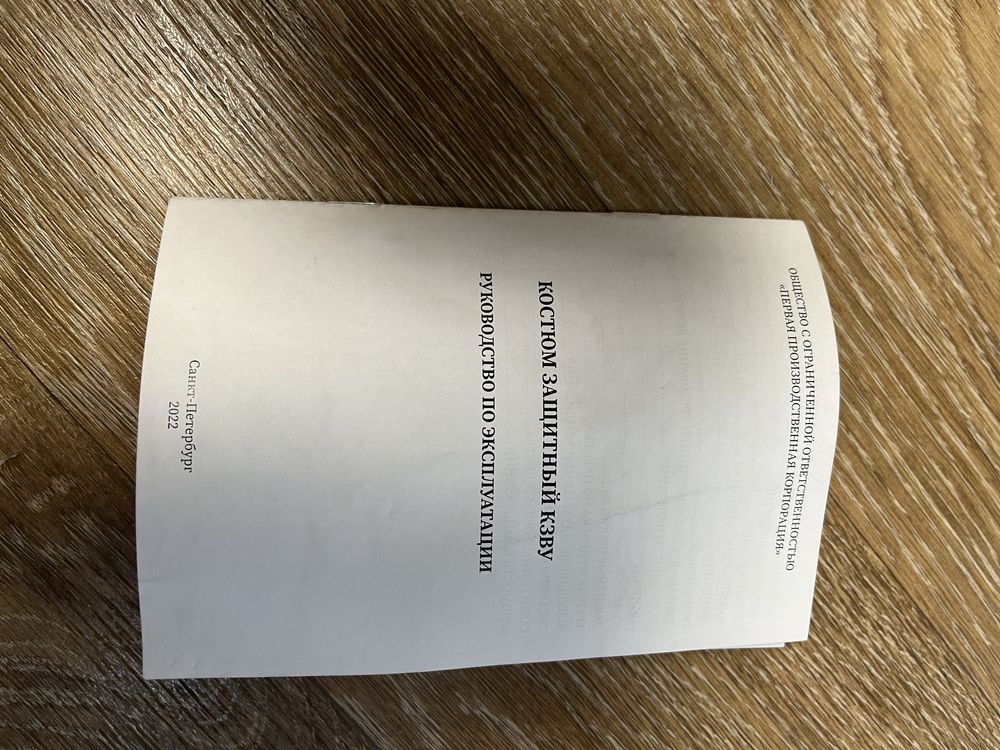 ОБЩЕСТВО С ОГРАНИЧЕННОЙ ОТВЕТСТВЕННОСТЬЮ
«ПЕРВАЯ ПРОИЗВОДСТВЕННАЯ КОРПОРАЦИЯ»
КОСТЮМ ЗАЩИТНЫЙ КЗВУ
РУКОВОДСТВО ПО ЭКСПЛУАТАЦИИ
Санкт-Петербург
2022